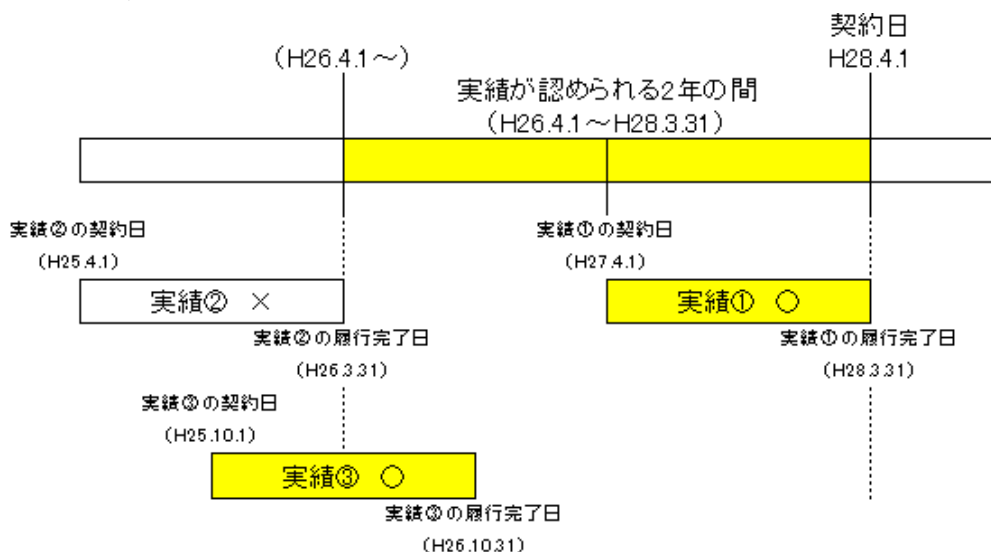 契約日
(H26.4.1～)
H28.4.1
実績が認められる2年の間
(H26.4.1～H28.3.31)
実績②の契約日
(H25.4.1)
実績①の契約日
(H27.4.1)
実績② ×
実績① ○
実績②の履行完了日
(H26.3.31)
実績①の履行完了日
(H28.3.31)
実績③の契約日
(H25.10.1)
実績③ ○
実績③の履行完了日
(H26.10.31)